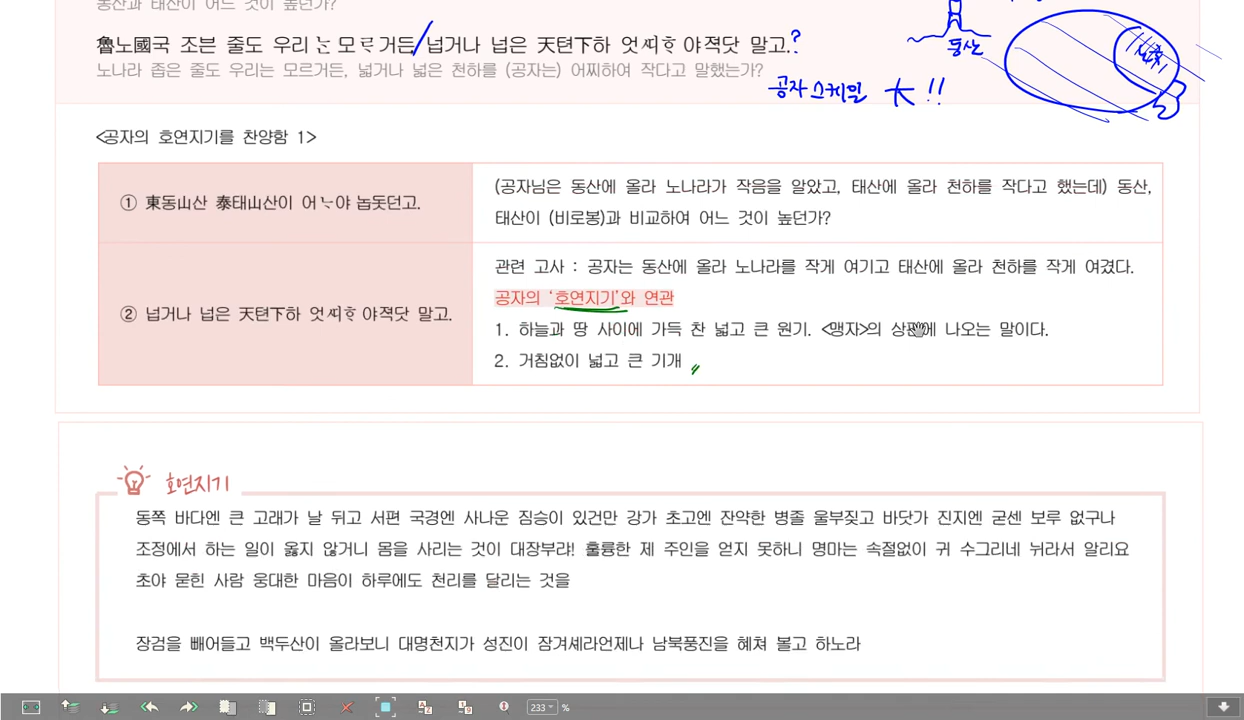 동산과 태산이 어느 것이 높던가?
魯노國국 조븐 줄도 우리ᄂᆞᆫ 모ᄅᆞ거든 넙거나 넙은 天텬下하 엇ᄶᅵᄒᆞ야 젹닷 말고.?
노나라 좁은 줄도 우리는 모르거든, 넓거나 넓은 천하를 (공자는) 어찌하여 작다고 말했는가?
동산
공자 스케일 大!!
<공자의 호연지기를 찬양함 1>
① 東동山산 泰태山산이 어ᄂᆞ야 놉돗던고.
(공자님은 동산에 올라 노나라가 작음을 알았고, 태산에 올라 천하를 작다고 했는데) 동산,
태산이 (비로봉)과 비교하여 어느 것이 높던가?
② 넙거나 넙은 天텬下하 엇ᄶᅵᄒᆞ야 젹닷 말고.
관련 고사 : 공자는 동산에 올라 노나라를 작게 여기고 태산에 올라 천하를 작게 여겼다.
공자의 '호연지기'와 연관
1. 하늘과 땅 사이에 가득 찬 넓고 큰 원기. <맹자>의 상편에 나오는 말이다.
2. 거침없이 넓고 큰 기개
호연지기
동쪽 바다엔 큰 고래가 날 뛰고 서편 국경엔 사나운 짐승이 있건만 강가 초고엔 잔약한 병졸 울부짖고 바닷가 진지엔 굳센 보루 없구나
조정에서 하는 일이 옳지 않거니 몸을 사리는 것이 대장부랴! 훌륭한 제 주인을 얻지 못하니 명마는 속절없이 귀 수그리네 뉘라서 알리요
초야 묻힌 사람 웅대한 마음이 하루에도 천리를 달리는 것을
장검을 빼어들고 백두산이 올라보니 대명천지가 성진이 잠겨셰라언제나 남북풍진을 혜쳐 볼고 하노라
233 %